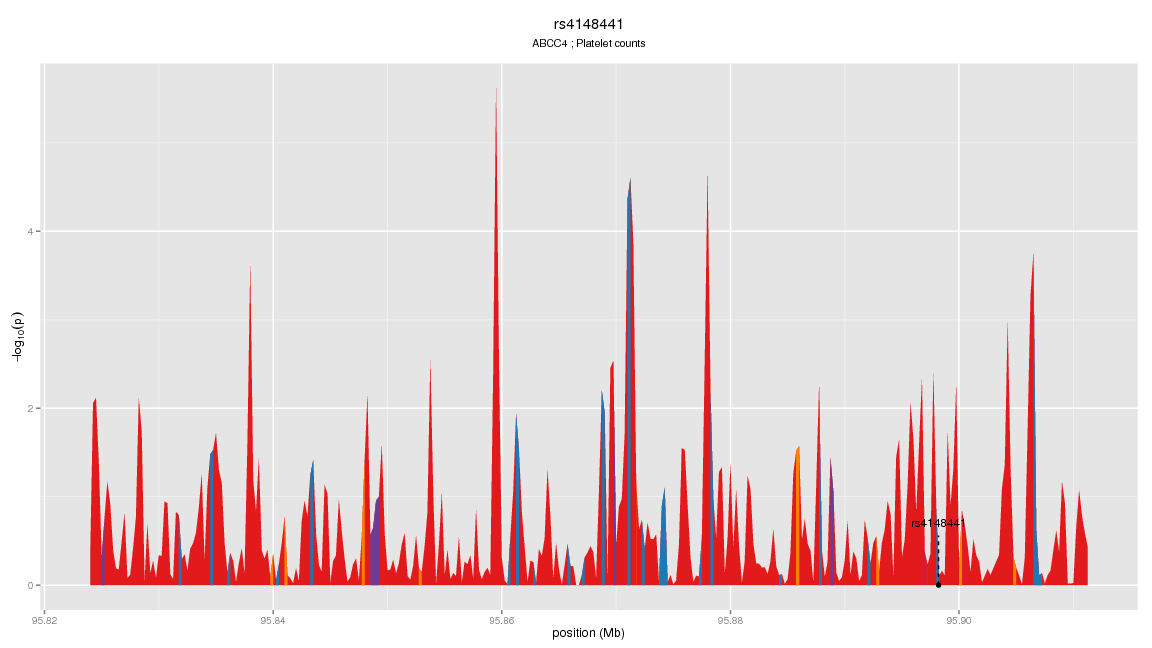 rs4148441
ABCC4 ; Platelet counts
−log10(p)
4
2
0
rs4148441
95.82 95.84 95.86 95.88 95.90
position (Mb)